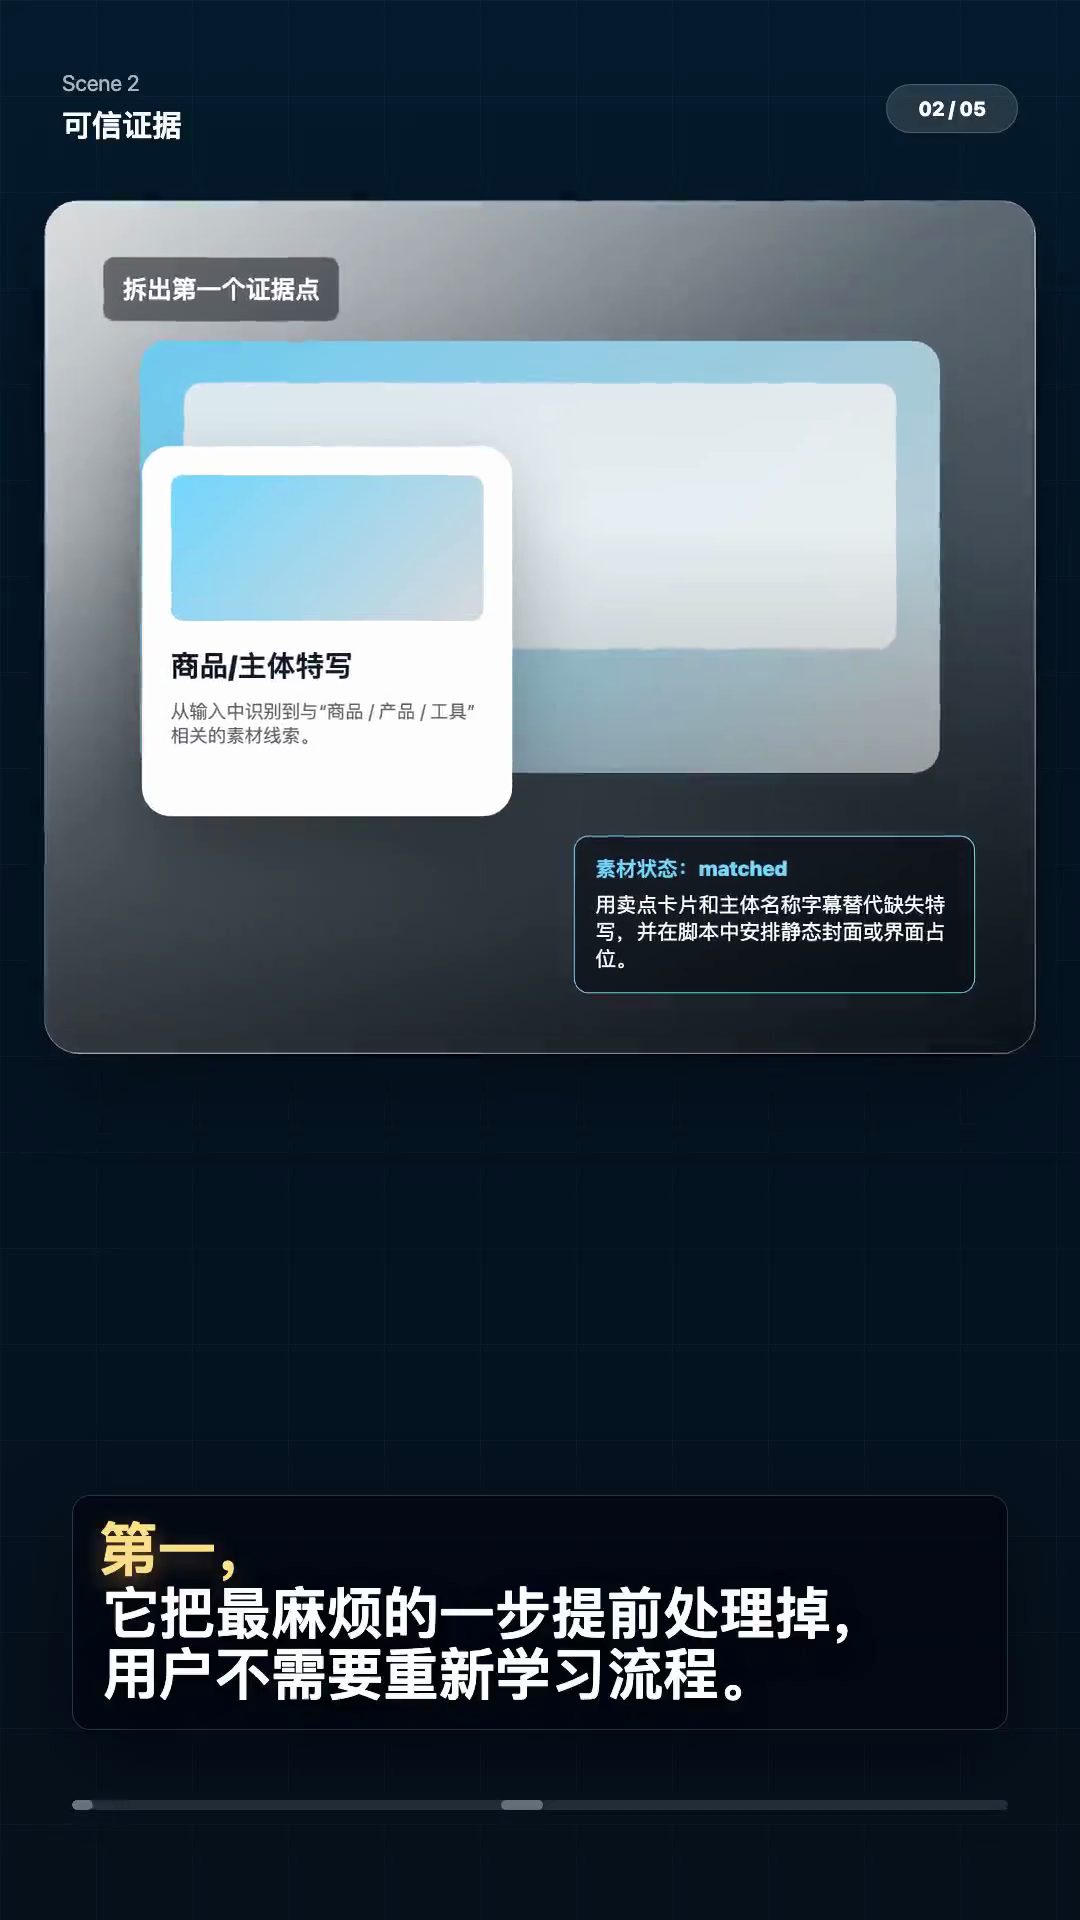 Scene 2
可信证据
02 / 05
拆出第一个证据点
商品/主体特写
从输入中识别到与“商品 / 产品 / 工具”
相关的素材线索。
素材状态：matched
用卖点卡片和主体名称字幕替代缺失特
写，并在脚本中安排静态封面或界面占
位。
第一，
它把最麻烦的一步提前处理掉，
用户不需要重新学习流程。